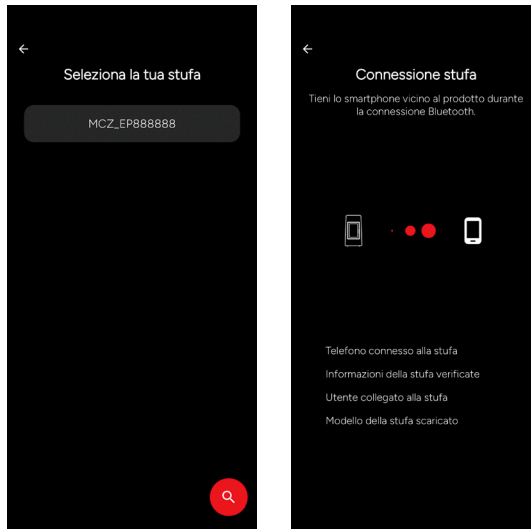 Seleziona la tua stufa
MCZ_EP888888
Connessione stufa
Tieni lo smartphone vicino al prodotto durante
la connessione Bluetooth.
Telefono connesso alla stufa
Informazioni della stufa verificate
Utente collegato alla stufa
Modello della stufa scaricato